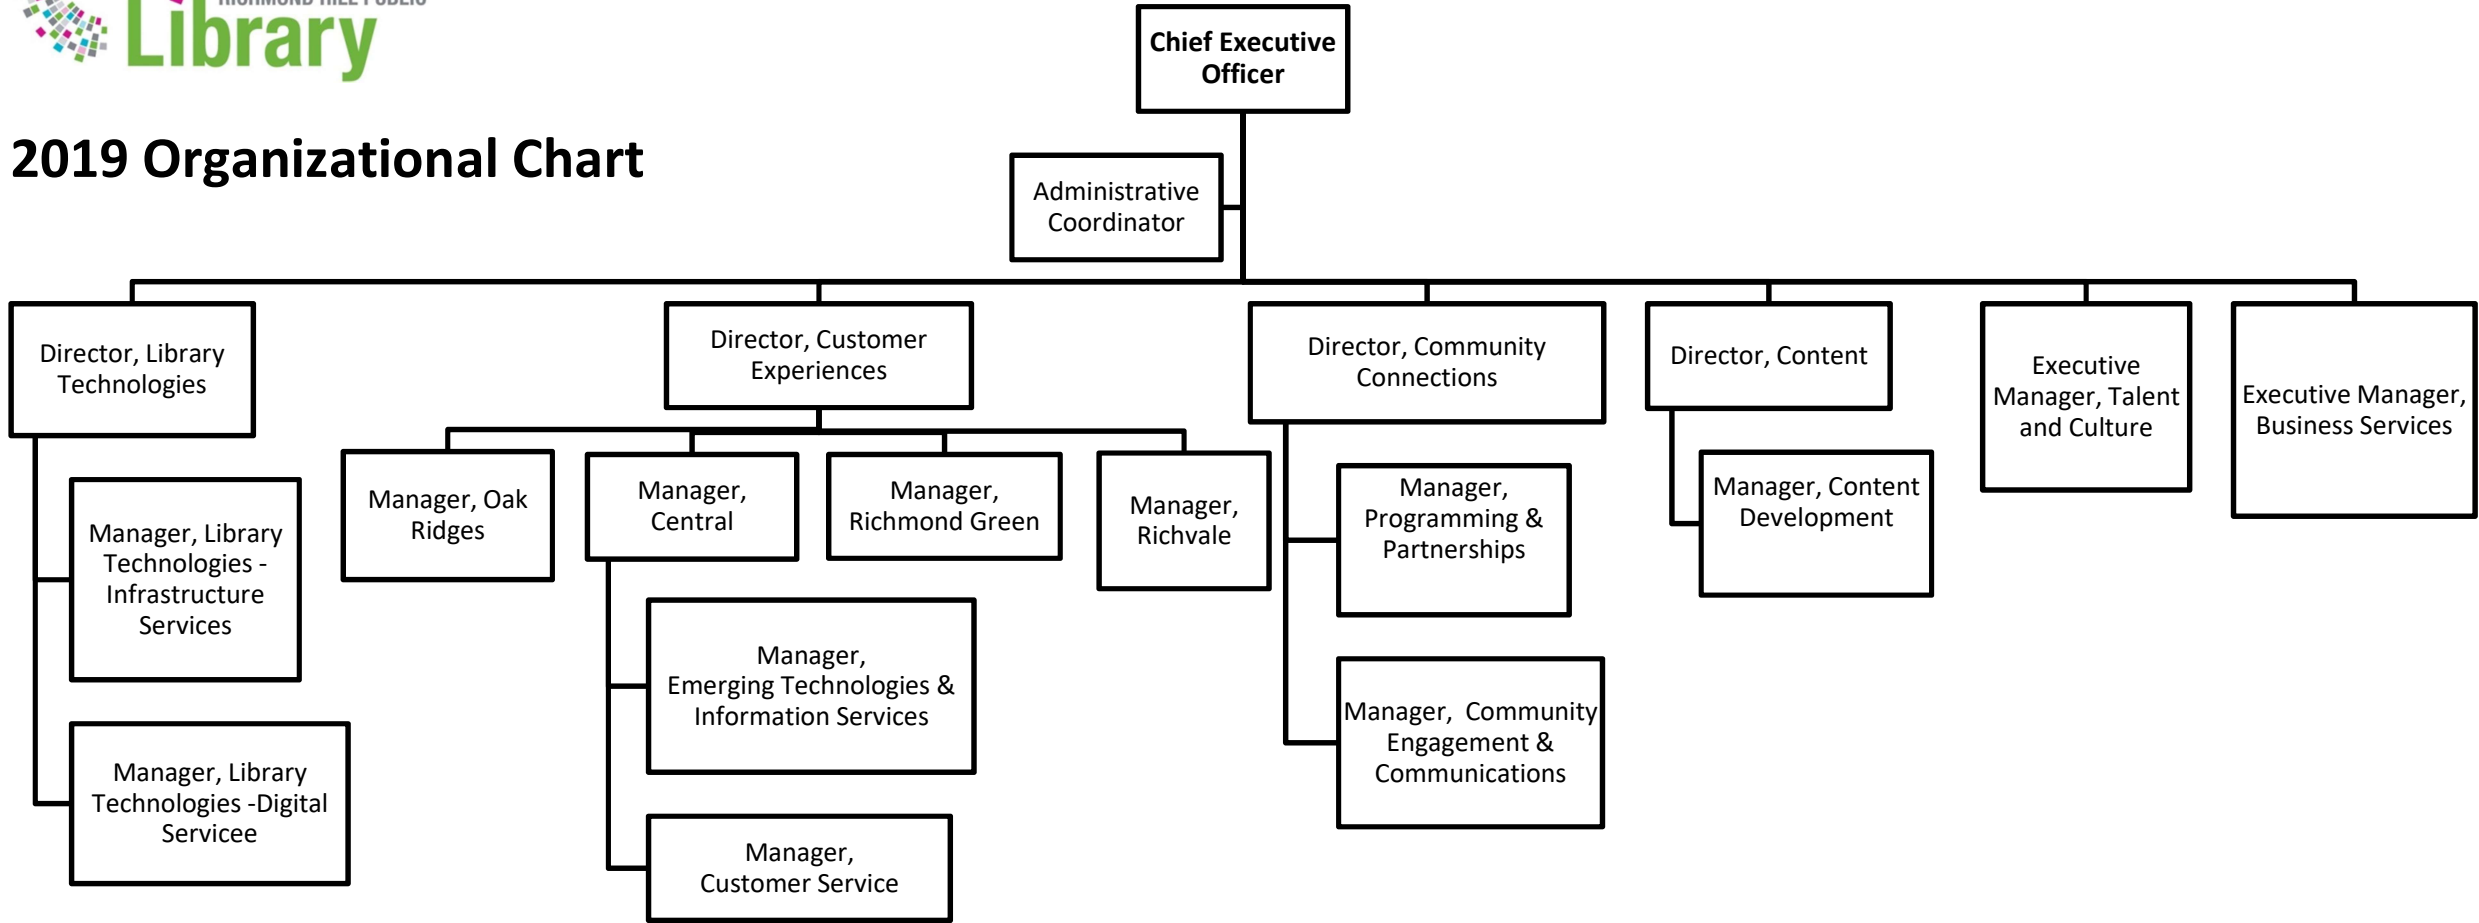 RICHMOND HILL PUBLIC
Library
2019 Organizational Chart
Chief Executive
Officer
Administrative
Coordinator
Director, Library
Technologies
Manager, Library
Technologies -
Infrastructure
Services
Manager, Library
Technologies -Digital
Servicee
Director, Customer
Experiences
Manager, Oak
Ridges
Manager,
Central
Manager,
Emerging Technologies &
Information Services
Manager,
Customer Service
Manager,
Richmond Green
Manager,
Richvale
Director, Community
Connections
Manager,
Programming &
Partnerships
Manager,  Community
Engagement &
Communications
Director, Content
Manager, Content
Development
Executive
Manager, Talent
and Culture
Executive Manager,
Business Services